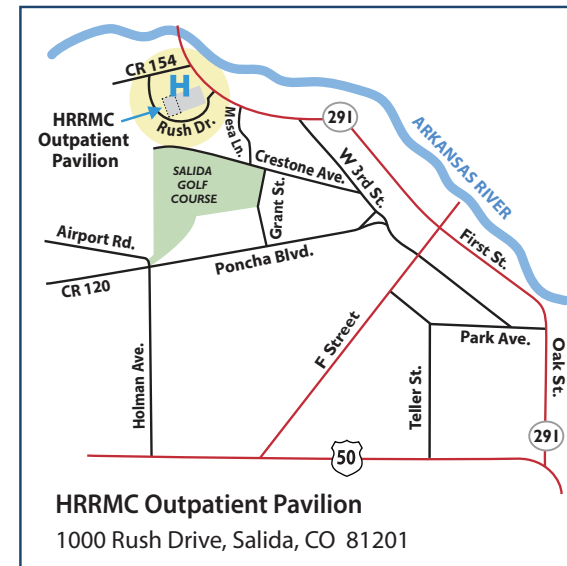 CR 154
H
HRRMC
Outpatient
Pavilion
Rush Dr.
Mesa Ln.
291
ARKANSAS RIVER
SALIDA
GOLF
COURSE
Crestone Ave.
W 3rd St.
Grant St.
Airport Rd.
Poncha Blvd.
First St.
CR 120
F Street
Park Ave.
Oak St.
Holman Ave.
Teller St.
291
50
HRRMC Outpatient Pavilion
1000 Rush Drive, Salida, CO 81201